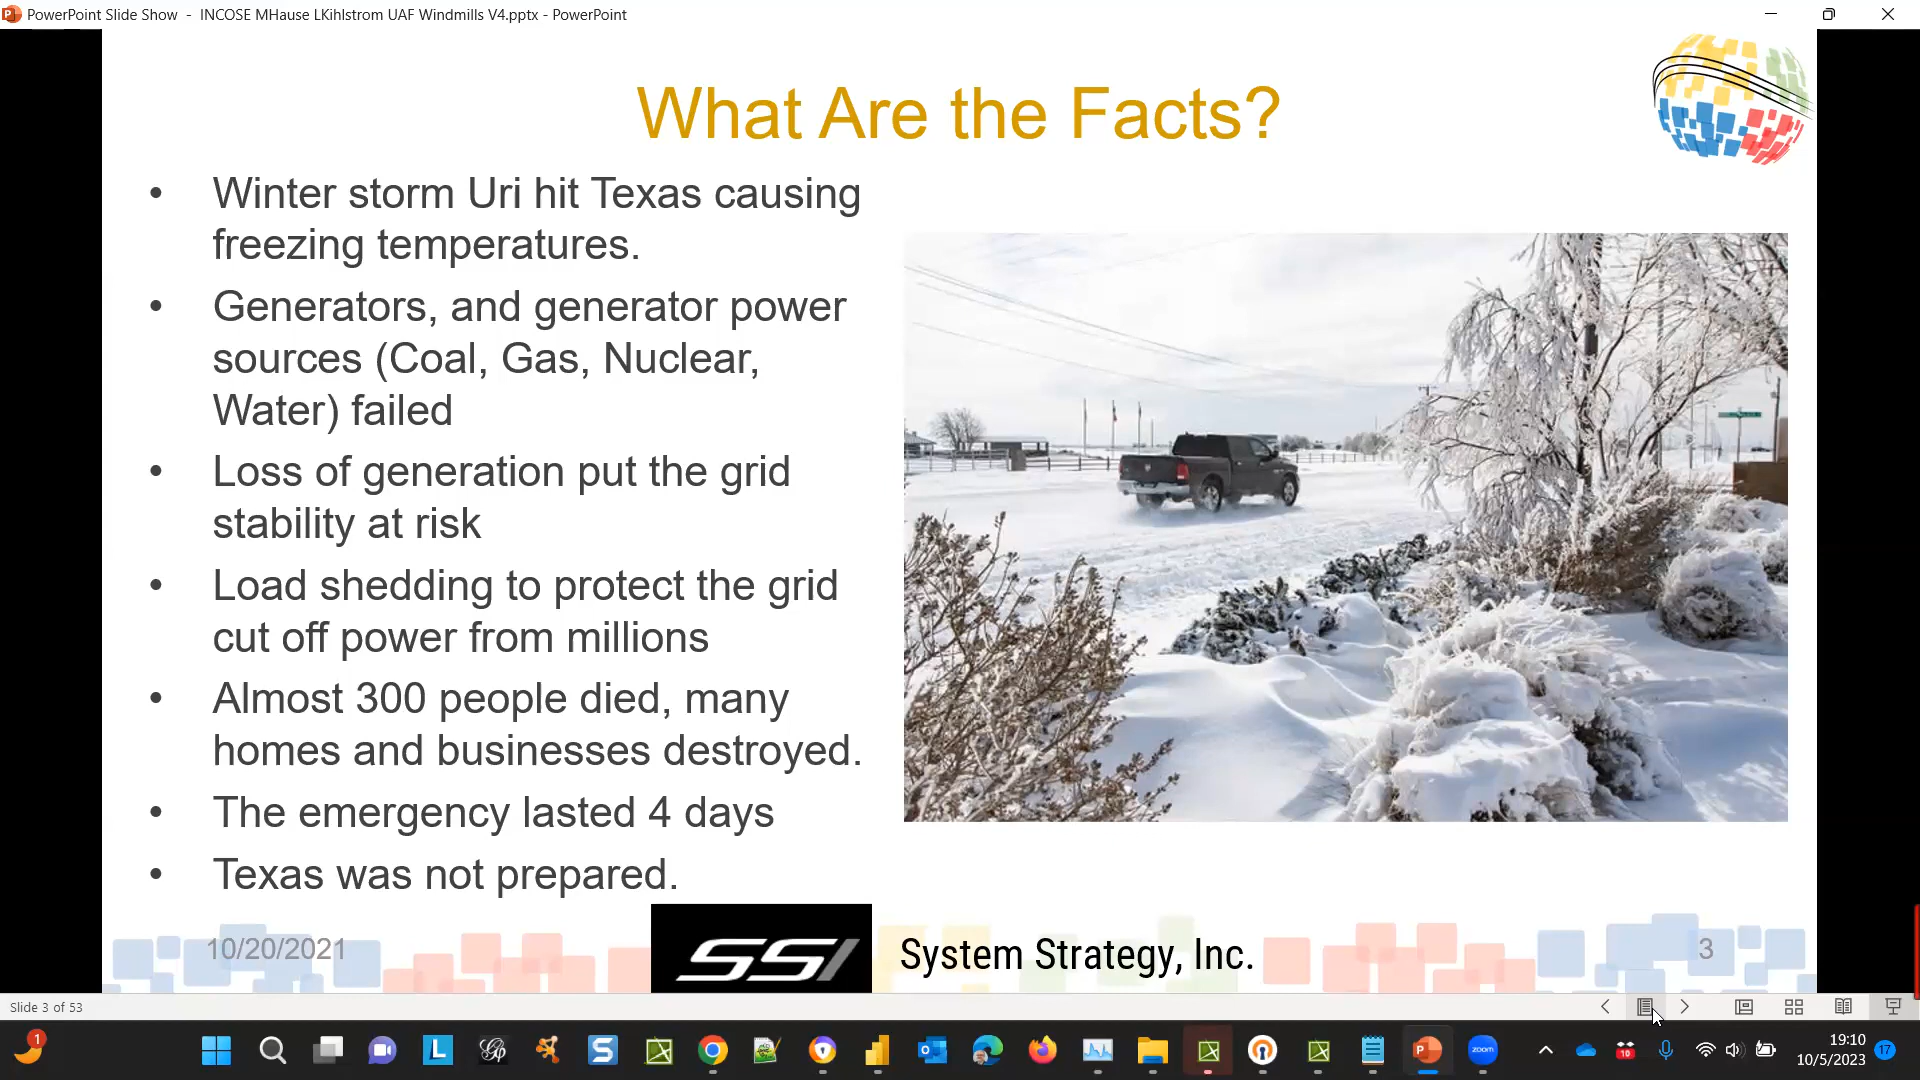 PowerPoint Slide Show - INCOSE MHause LKihlstrom UAF Windmills V4.pptx - PowerPoint
What Are the Facts?
• Winter storm Uri hit Texas causing
freezing temperatures.
• Generators, and generator power
sources (Coal, Gas, Nuclear,
Water) failed
• Loss of generation put the grid
stability at risk
• Load shedding to protect the grid
cut off power from millions
• Almost 300 people died, many
homes and businesses destroyed.
• The emergency lasted 4 days
• Texas was not prepared.
10/20/2021
SSI
System Strategy, Inc.
3
Slide 3 of 53
1
L
S
zoom
10
19:10
10/5/2023
17